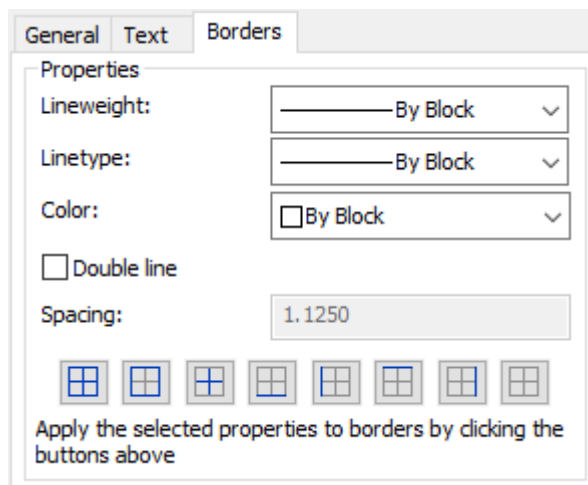 General Text Borders
Properties
Lineweight: By Block
Linetype: By Block
Color: By Block
Double line
Spacing: 1.1250
Apply the selected properties to borders by clicking the
buttons above